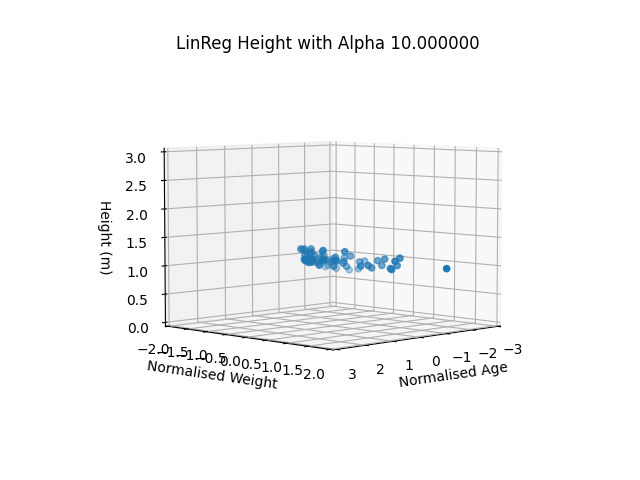 LinReg Height with Alpha 10.000000
3.0
2.5
2.0
1.5
1.0
0.5
0.0
Height (m)
−2.0 −1.5 −1.0 −0.5 0.0 0.5 1.0 1.5 2.0
Normalised Weight
3 2 1 0 −1 −2 −3
Normalised Age